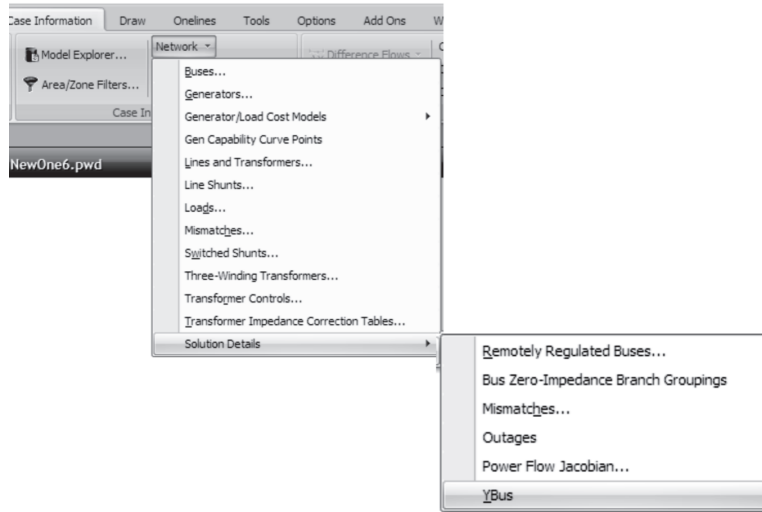 Case Information Draw Onelines Tools Options Add Ons
Model Explorer... Network Difference Flows
Area/Zone Filters...
Case In
NewOne6.pwd
Buses...
Generators...
Generator/Load Cost Models
Gen Capability Curve Points
Lines and Transformers...
Line Shunts...
Loads...
Mismatches...
Switched Shunts...
Three-Winding Transformers...
Transformer Controls...
Transformer Impedance Correction Tables...
Solution Details
Remotely Regulated Buses...
Bus Zero-Impedance Branch Groupings
Mismatches...
Outages
Power Flow Jacobian...
YBus